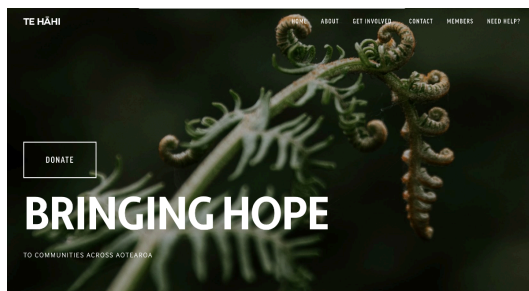 TE HĀHI
HOME ABOUT GET INVOLVED CONTACT MEMBERS NEED HELP?
DONATE
BRINGING HOPE
TO COMMUNITIES ACROSS AOTEAROA